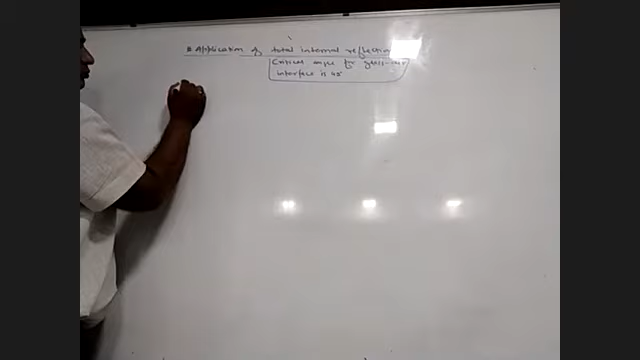 * Application of total internal reflection
Critical angle for glass-air
interface is 45°